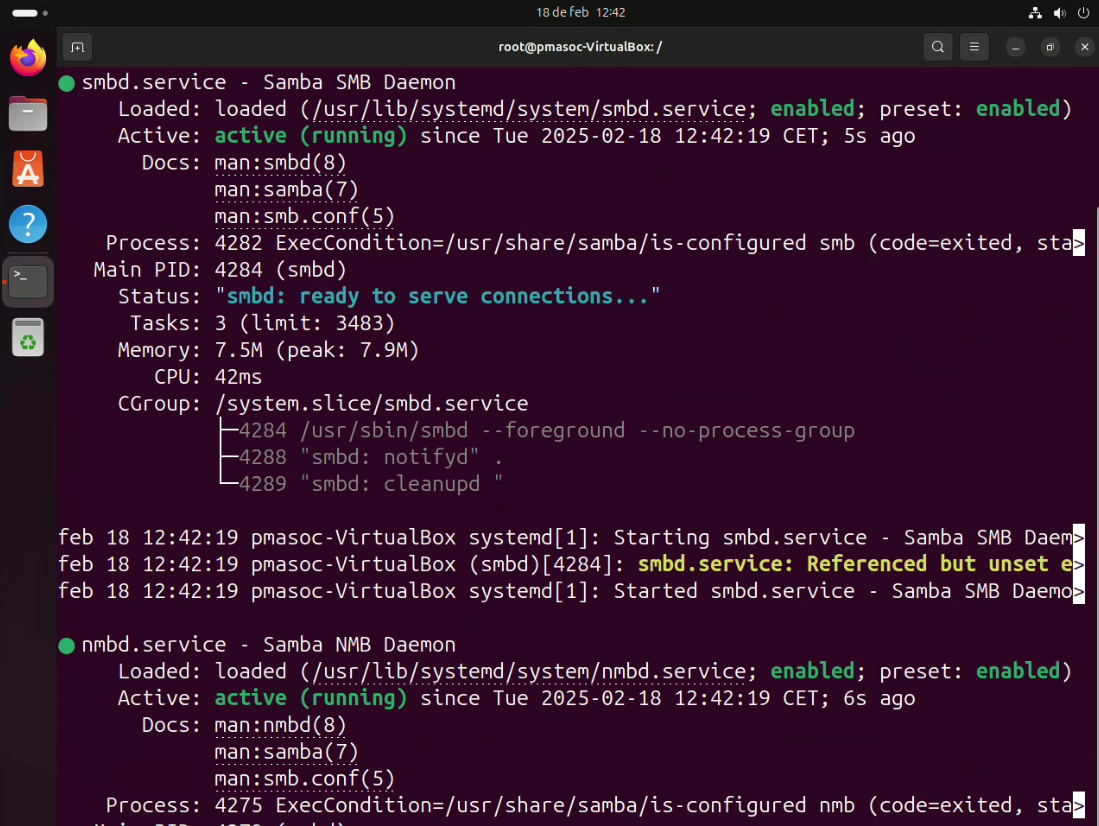 18 de feb 12:42
root@pmasoc-VirtualBox: /
smbd.service - Samba SMB Daemon
Loaded: loaded (/usr/lib/systemd/system/smbd.service; enabled; preset: enabled)
Active: active (running) since Tue 2025-02-18 12:42:19 CET; 5s ago
Docs: man:smbd(8)
man:samba(7)
man:smb.conf(5)
Process: 4282 ExecCondition=/usr/share/samba/is-configured smb (code=exited, sta>
Main PID: 4284 (smbd)
Status: "smbd: ready to serve connections..."
Tasks: 3 (limit: 3483)
Memory: 7.5M (peak: 7.9M)
CPU: 42ms
CGroup: /system.slice/smbd.service
├─4284 /usr/sbin/smbd --foreground --no-process-group
├─4288 "smbd: notifyd" .
└─4289 "smbd: cleanupd "
feb 18 12:42:19 pmasoc-VirtualBox systemd[1]: Starting smbd.service - Samba SMB Daem>
feb 18 12:42:19 pmasoc-VirtualBox (smbd)[4284]: smbd.service: Referenced but unset e>
feb 18 12:42:19 pmasoc-VirtualBox systemd[1]: Started smbd.service - Samba SMB Daemo>
nmbd.service - Samba NMB Daemon
Loaded: loaded (/usr/lib/systemd/system/nmbd.service; enabled; preset: enabled)
Active: active (running) since Tue 2025-02-18 12:42:19 CET; 6s ago
Docs: man:nmbd(8)
man:samba(7)
man:smb.conf(5)
Process: 4275 ExecCondition=/usr/share/samba/is-configured nmb (code=exited, sta>